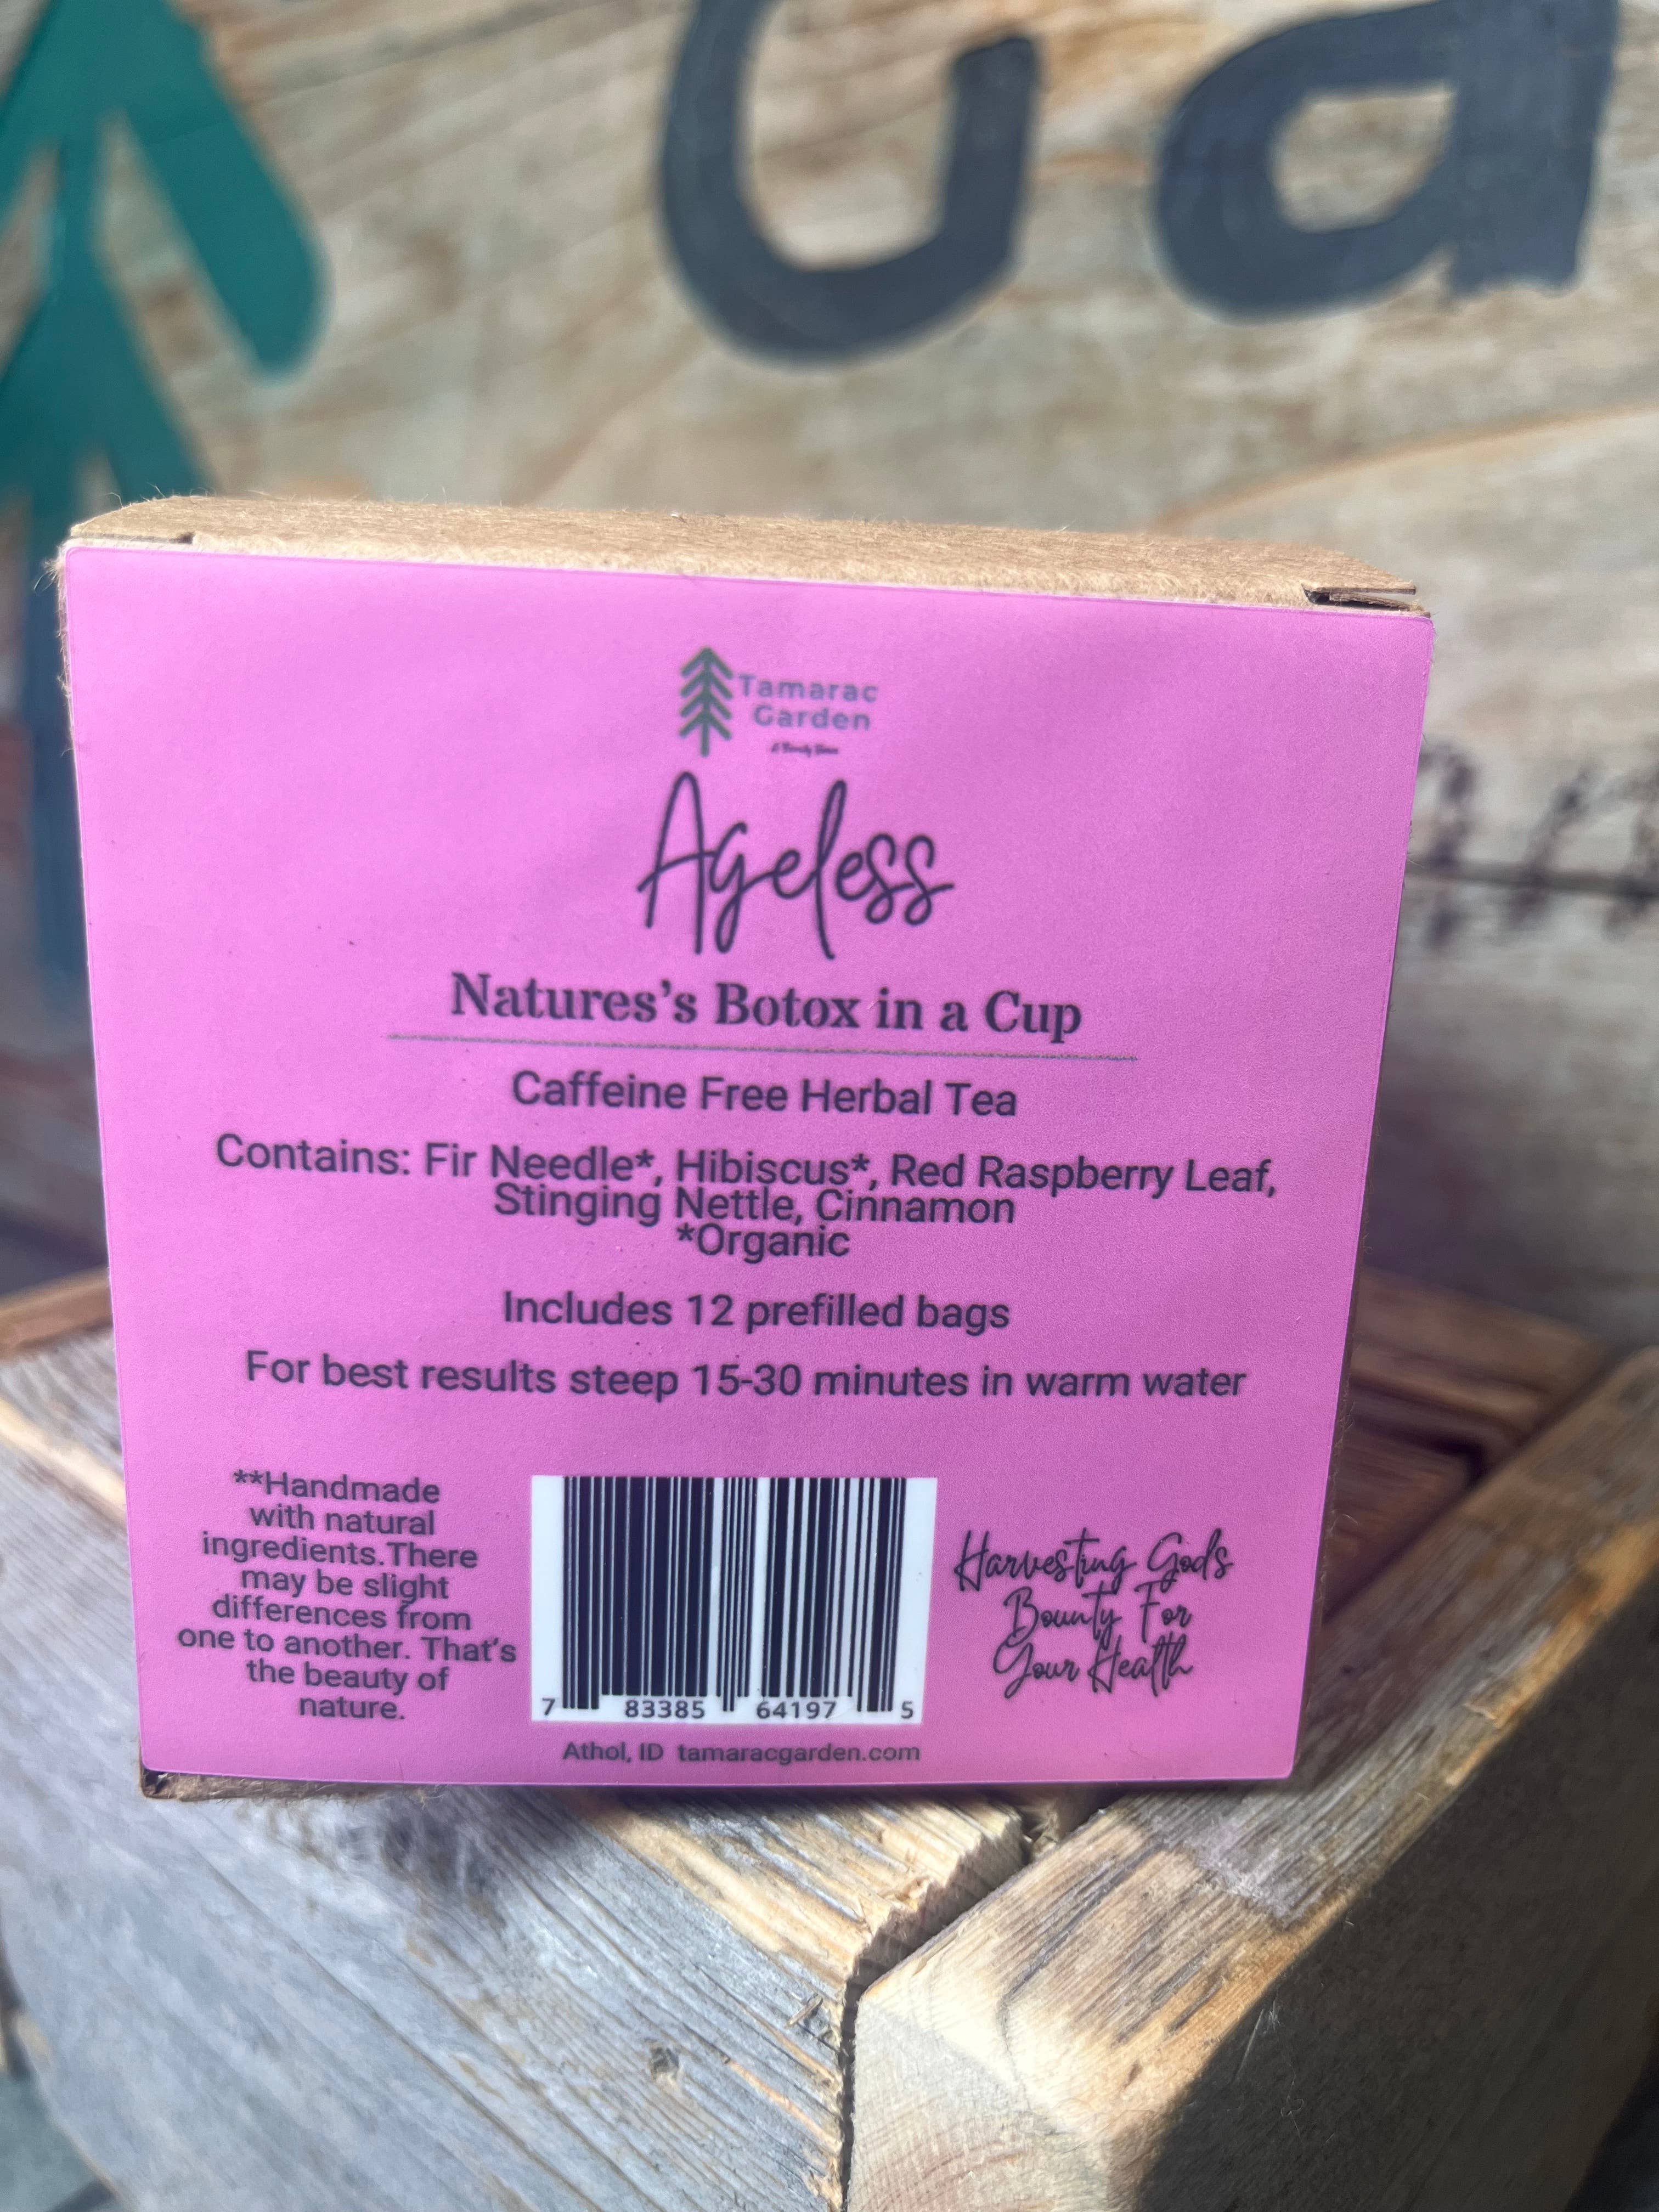 Ga
Tamarac
Garden
Ageless
Natures's Botox in a Cup
Caffeine Free Herbal Tea
Contains: Fir Needle*, Hibiscus*, Red Raspberry Leaf,
Stinging Nettle, Cinnamon
*Organic
Includes 12 prefilled bags
For best results steep 15-30 minutes in warm water
**Handmade
with natural
ingredients.There
may be slight
differences from
one to another. That's
the beauty of
nature.
7 83385 64197 5
Harvesting God's
Bounty For
Your Health
Athol, ID tamaracgarden.com